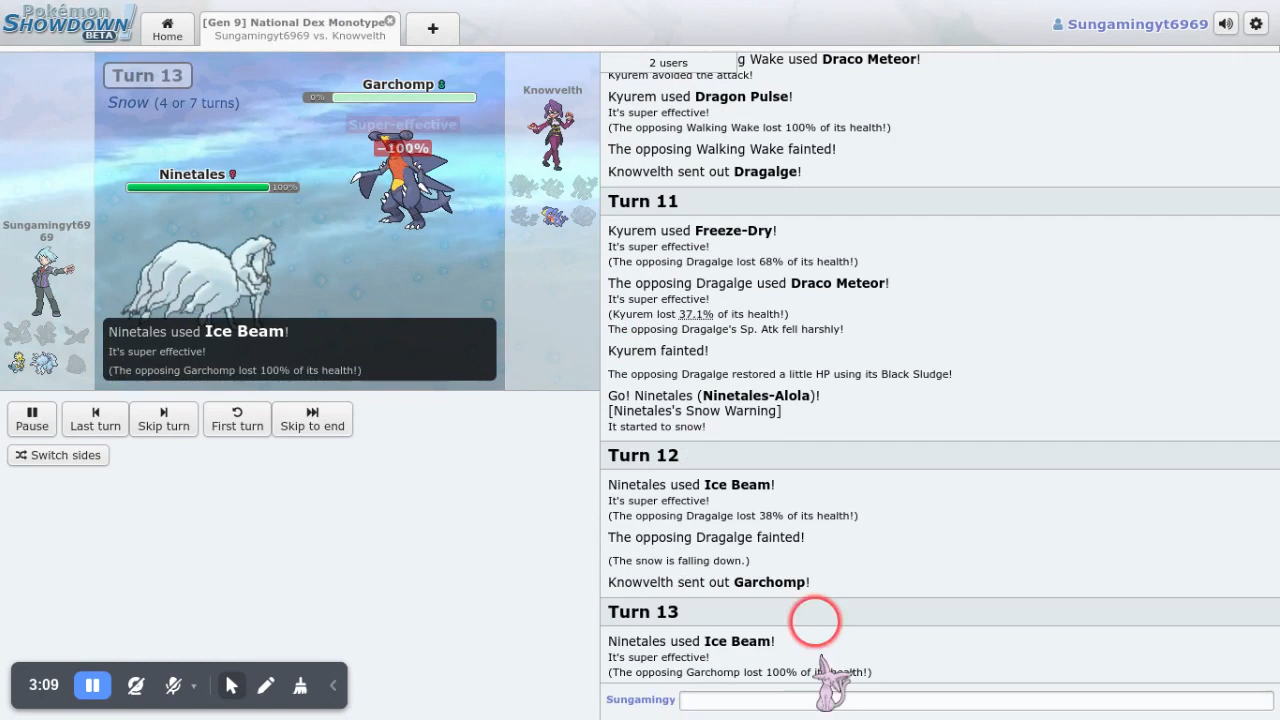 Pokémon
SHOWDOWN!
BETA
Home
[Gen 9] National Dex Monotype
Sungamingyt6969 vs. Knowvelth
+
Sungamingyt6969
Turn 13
Snow (4 or 7 turns)
Garchomp
0%
Super-effective
−100%
Ninetales
100%
Sungamingyt69
69
Knowvelth
Ninetales used Ice Beam!
It's super effective!
(The opposing Garchomp lost 100% of its health!)
Pause
Last turn
Skip turn
First turn
Skip to end
Switch sides
2 users
g Wake used Draco Meteor!
Kyurem avoided the attack!
Kyurem used Dragon Pulse!
It's super effective!
(The opposing Walking Wake lost 100% of its health!)
The opposing Walking Wake fainted!
Knowvelth sent out Dragalge!
Turn 11
Kyurem used Freeze-Dry!
It's super effective!
(The opposing Dragalge lost 68% of its health!)
The opposing Dragalge used Draco Meteor!
It's super effective!
(Kyurem lost 37.1% of its health!)
The opposing Dragalge's Sp. Atk fell harshly!
Kyurem fainted!
The opposing Dragalge restored a little HP using its Black Sludge!
Go! Ninetales (Ninetales-Alola)!
[Ninetales's Snow Warning]
It started to snow!
Turn 12
Ninetales used Ice Beam!
It's super effective!
(The opposing Dragalge lost 38% of its health!)
The opposing Dragalge fainted!
(The snow is falling down.)
Knowvelth sent out Garchomp!
Turn 13
Ninetales used Ice Beam!
It's super effective!
(The opposing Garchomp lost 100% of its health!)
Sungamingy
3:09